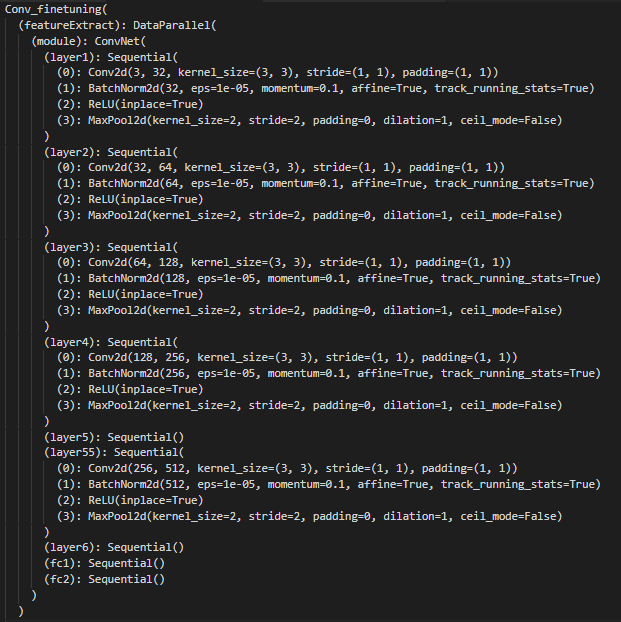 Conv_finetuning(
  (featureExtract): DataParallel(
    (module): ConvNet(
      (layer1): Sequential(
        (0): Conv2d(3, 32, kernel_size=(3, 3), stride=(1, 1), padding=(1, 1))
        (1): BatchNorm2d(32, eps=1e-05, momentum=0.1, affine=True, track_running_stats=True)
        (2): ReLU(inplace=True)
        (3): MaxPool2d(kernel_size=2, stride=2, padding=0, dilation=1, ceil_mode=False)
      )
      (layer2): Sequential(
        (0): Conv2d(32, 64, kernel_size=(3, 3), stride=(1, 1), padding=(1, 1))
        (1): BatchNorm2d(64, eps=1e-05, momentum=0.1, affine=True, track_running_stats=True)
        (2): ReLU(inplace=True)
        (3): MaxPool2d(kernel_size=2, stride=2, padding=0, dilation=1, ceil_mode=False)
      )
      (layer3): Sequential(
        (0): Conv2d(64, 128, kernel_size=(3, 3), stride=(1, 1), padding=(1, 1))
        (1): BatchNorm2d(128, eps=1e-05, momentum=0.1, affine=True, track_running_stats=True)
        (2): ReLU(inplace=True)
        (3): MaxPool2d(kernel_size=2, stride=2, padding=0, dilation=1, ceil_mode=False)
      )
      (layer4): Sequential(
        (0): Conv2d(128, 256, kernel_size=(3, 3), stride=(1, 1), padding=(1, 1))
        (1): BatchNorm2d(256, eps=1e-05, momentum=0.1, affine=True, track_running_stats=True)
        (2): ReLU(inplace=True)
        (3): MaxPool2d(kernel_size=2, stride=2, padding=0, dilation=1, ceil_mode=False)
      )
      (layer5): Sequential()
      (layer55): Sequential(
        (0): Conv2d(256, 512, kernel_size=(3, 3), stride=(1, 1), padding=(1, 1))
        (1): BatchNorm2d(512, eps=1e-05, momentum=0.1, affine=True, track_running_stats=True)
        (2): ReLU(inplace=True)
        (3): MaxPool2d(kernel_size=2, stride=2, padding=0, dilation=1, ceil_mode=False)
      )
      (layer6): Sequential()
      (fc1): Sequential()
      (fc2): Sequential()
    )
  )